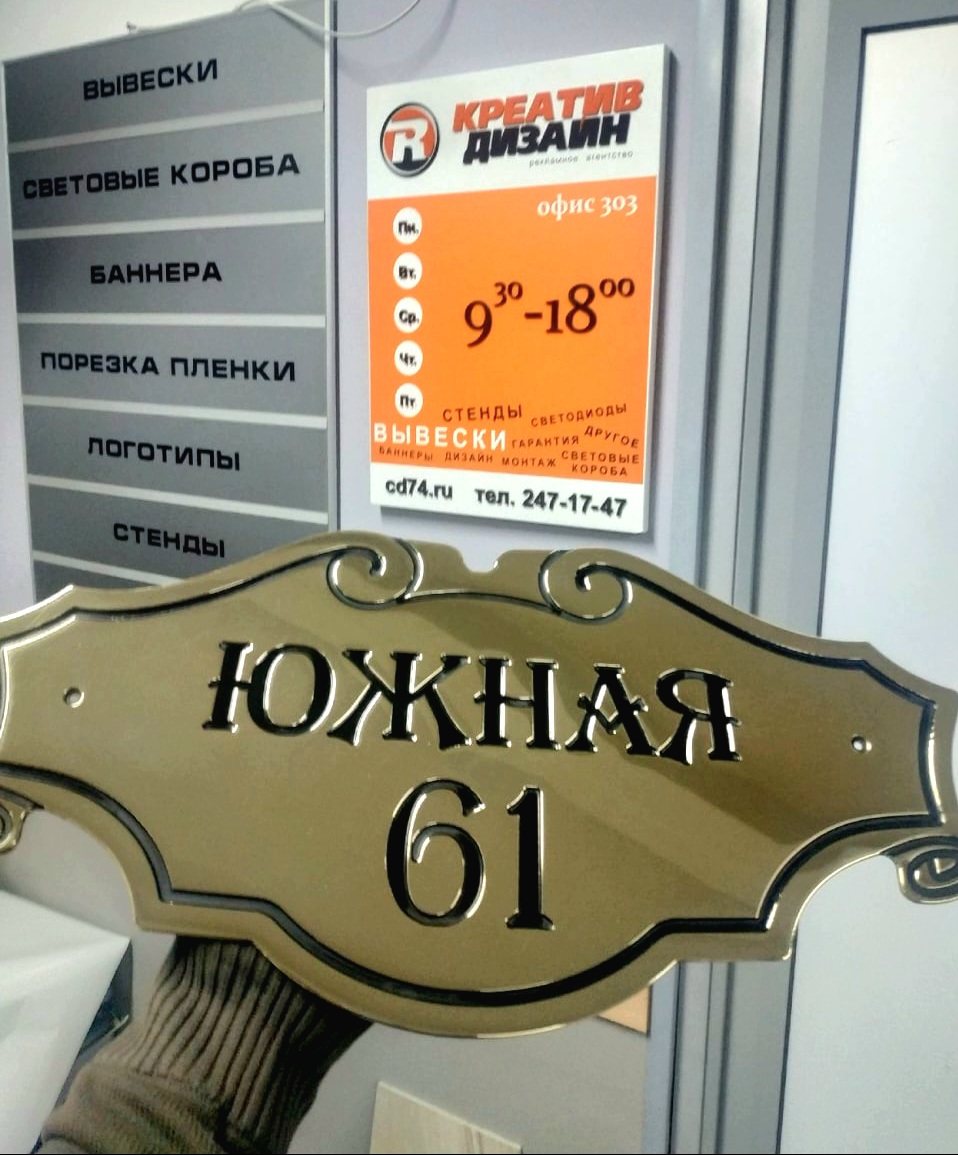 ВЫВЕСКИ
СВЕТОВЫЕ КОРОБА
БАННЕРА
ПОРЕЗКА ПЛЕНКИ
ЛОГОТИПЫ
СТЕНДЫ
R
КРЕАТИВ
ДИЗАЙН
рекламное агентство
офис 303
Пн.
Вт.
Ср.
Чт.
Пт.
9³⁰-18⁰⁰
СТЕНДЫ СВЕТОДИОДЫ
ВЫВЕСКИ ГАРАНТИЯ ДРУГОЕ
БАННЕРЫ ДИЗАЙН МОНТАЖ СВЕТОВЫЕ
КОРОБА
cd74.ru тел. 247-17-47
ЮЖНАЯ
61